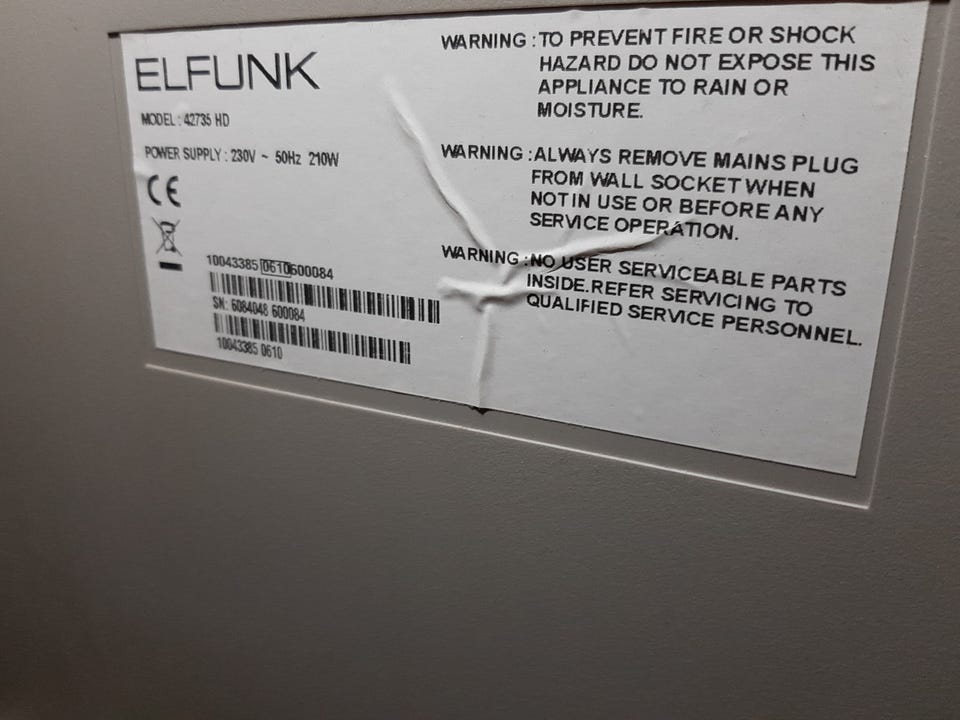 ELFUNK
MODEL : 42735 HD
POWER SUPPLY : 230V ~ 50Hz 210W
CE
10043385 0610 600084
SN: 6084048 600084
10043385 0610
WARNING : TO PREVENT FIRE OR SHOCK
HAZARD DO NOT EXPOSE THIS
APPLIANCE TO RAIN OR
MOISTURE.
WARNING : ALWAYS REMOVE MAINS PLUG
FROM WALL SOCKET WHEN
NOT IN USE OR BEFORE ANY
SERVICE OPERATION.
WARNING : NO USER SERVICEABLE PARTS
INSIDE.REFER SERVICING TO
QUALIFIED SERVICE PERSONNEL.